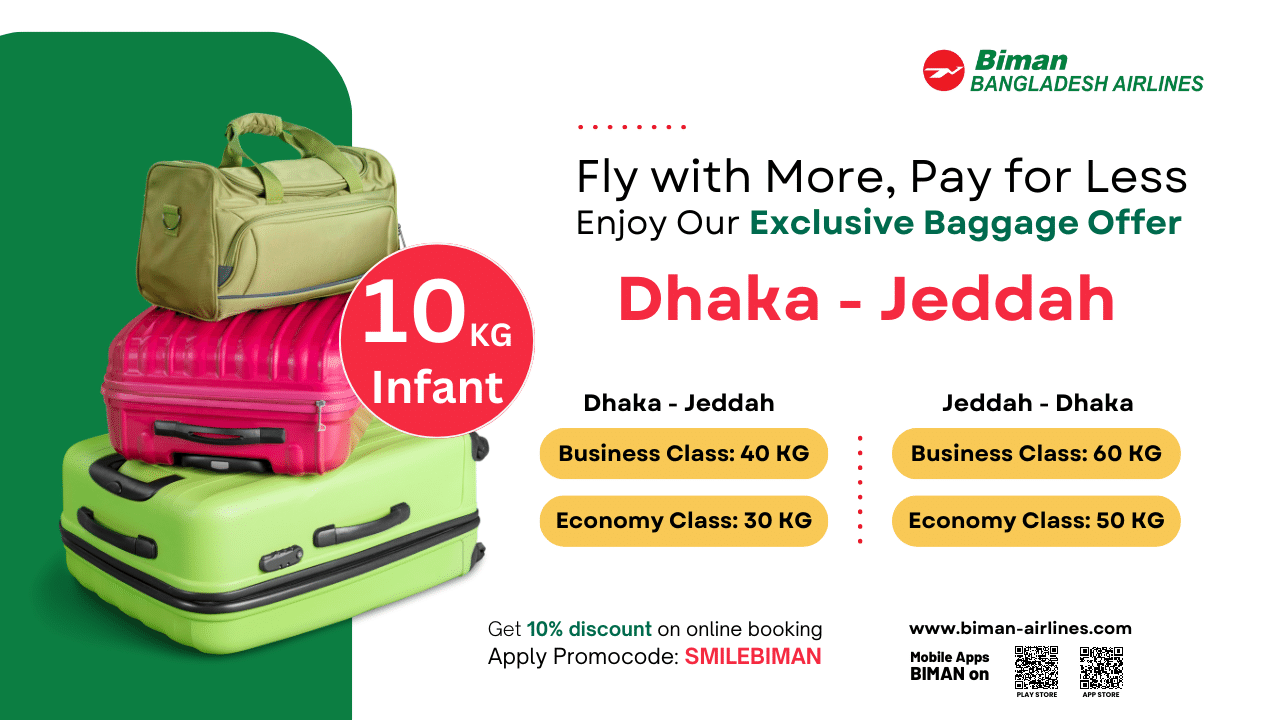 Biman
BANGLADESH AIRLINES
Fly with More, Pay for Less
Enjoy Our Exclusive Baggage Offer
Dhaka - Jeddah
10 KG
Infant
Dhaka - Jeddah
Business Class: 40 KG
Economy Class: 30 KG
Jeddah - Dhaka
Business Class: 60 KG
Economy Class: 50 KG
Get 10% discount on online booking
Apply Promocode: SMILEBIMAN
www.biman-airlines.com
Mobile Apps
BIMAN on
PLAY STORE
APP STORE